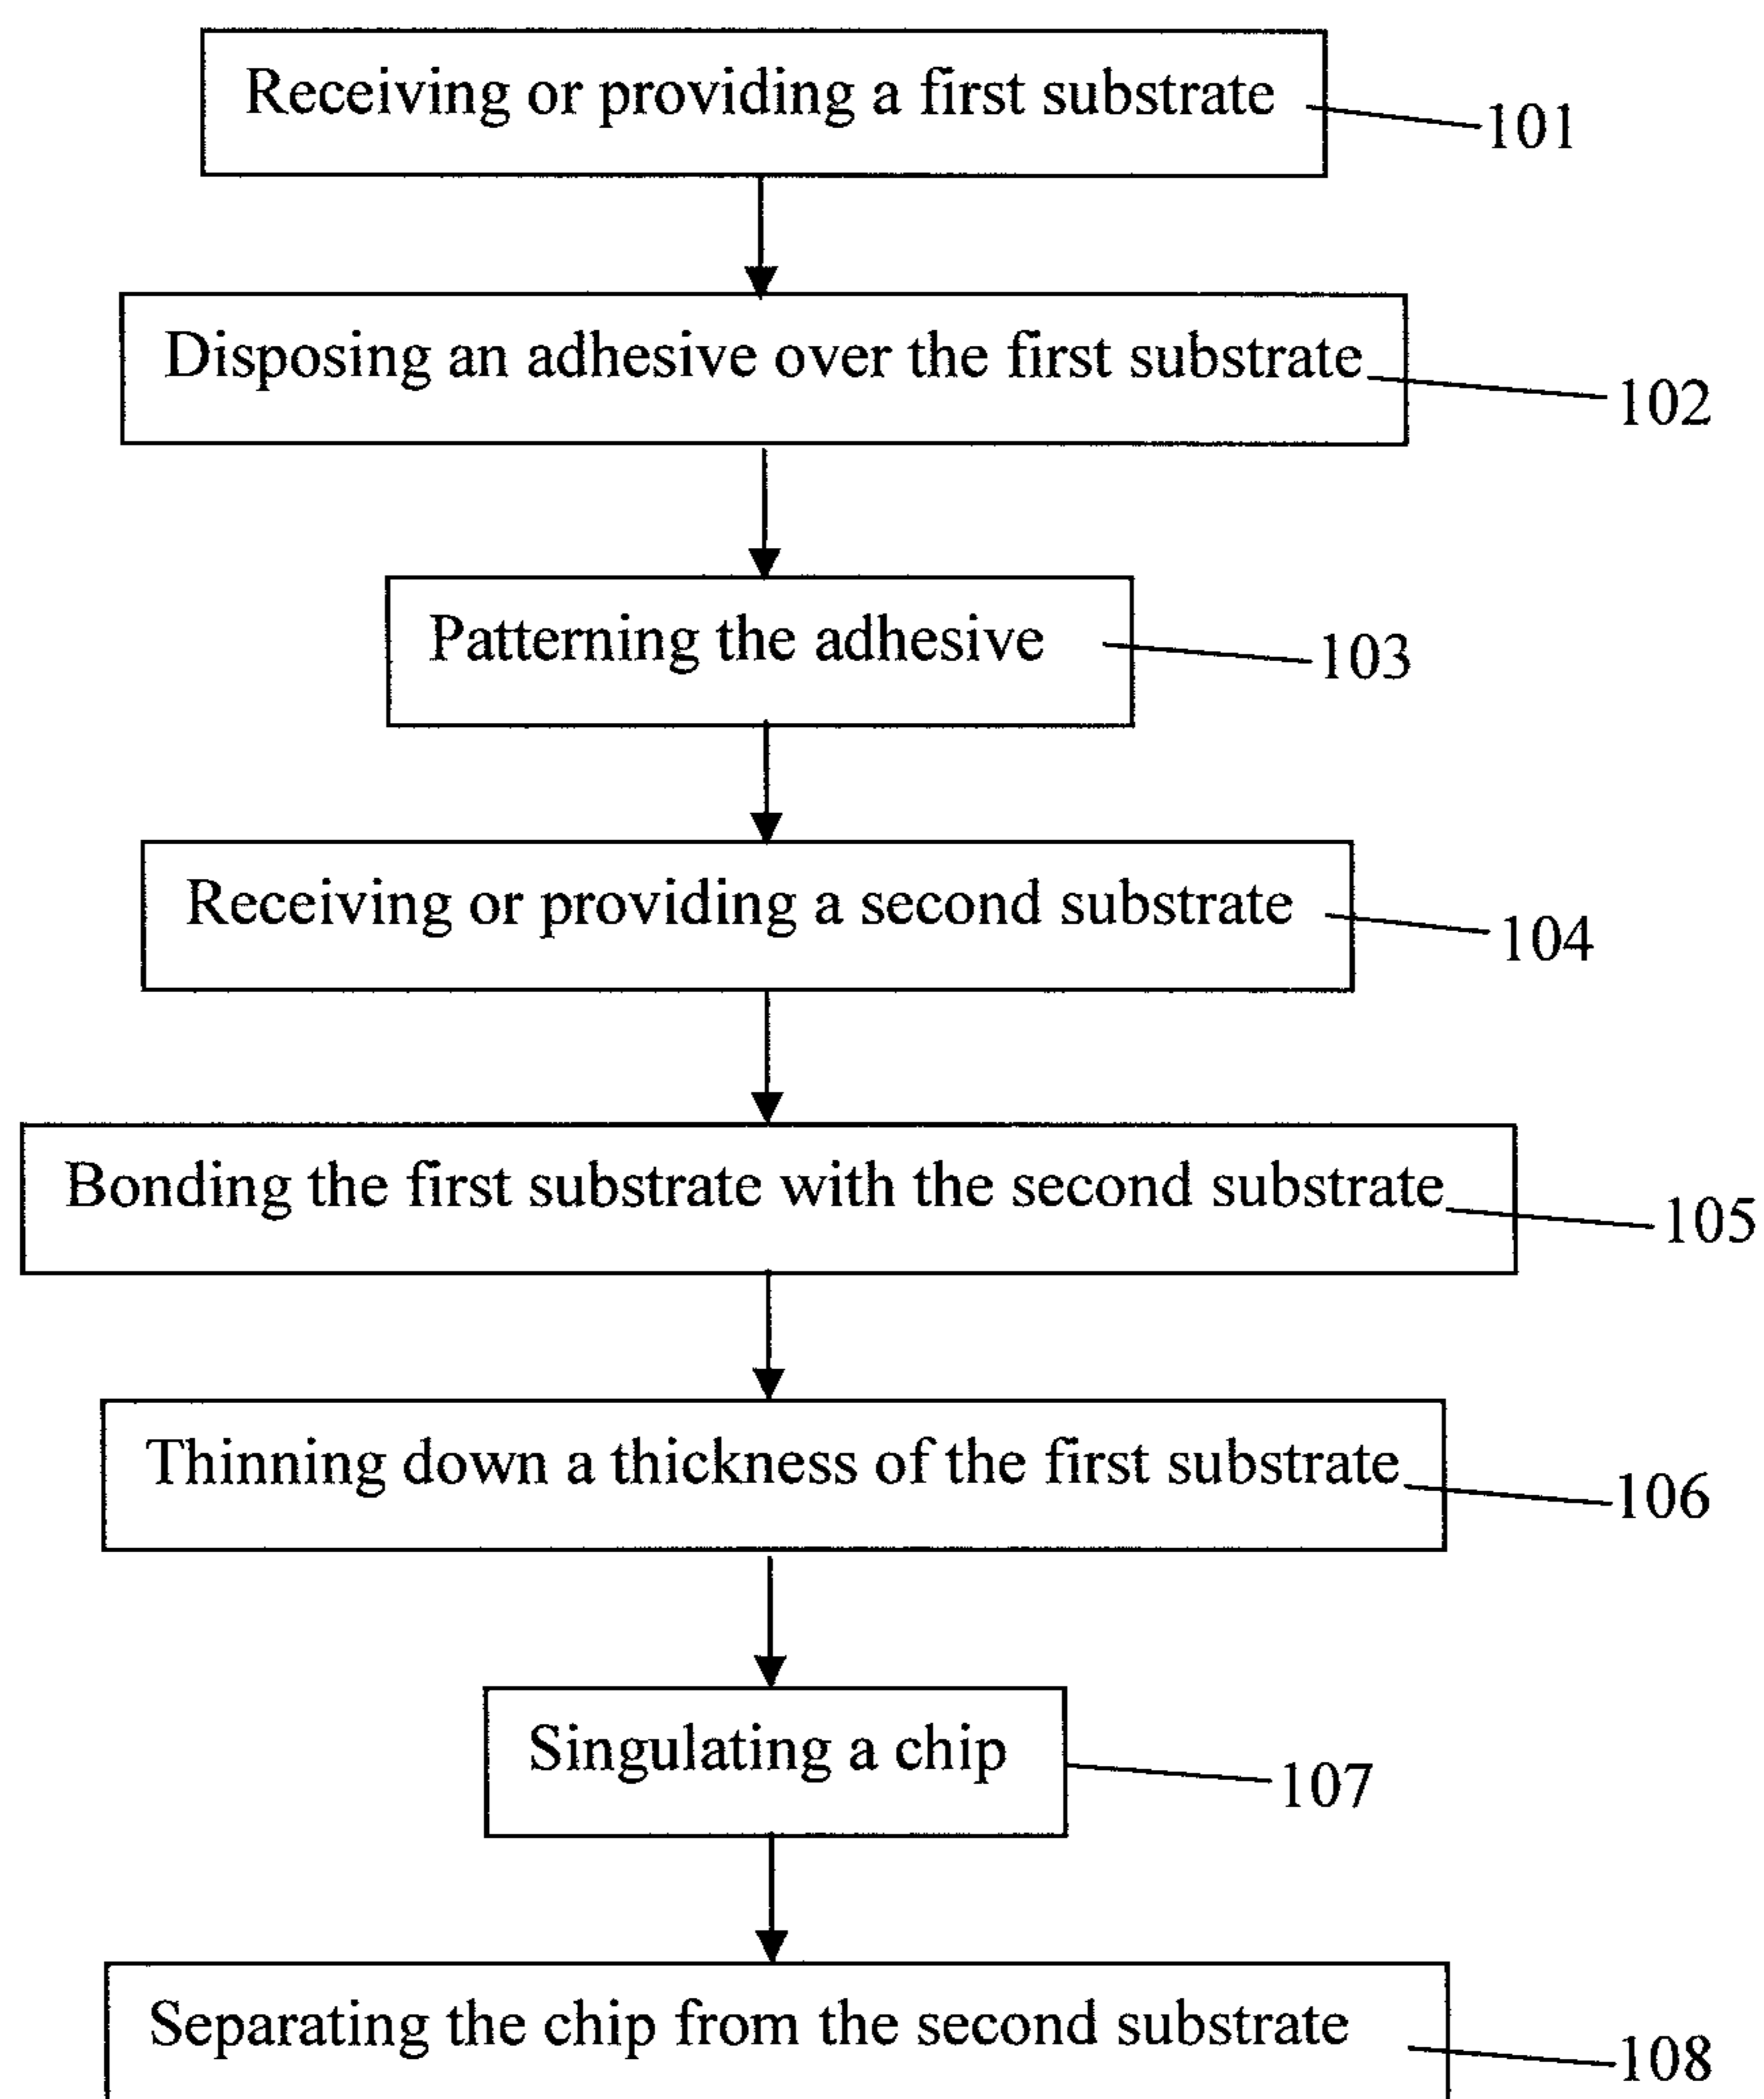 Receiving or providing a first substrate
101
Disposing an adhesive over the first substrate
102
Patterning the adhesive
103
Receiving or providing a second substrate
104
Bonding the first substrate with the second substrate
105
Thinning down a thickness of the first substrate
106
Singulating a chip
107
Separating the chip from the second substrate
108